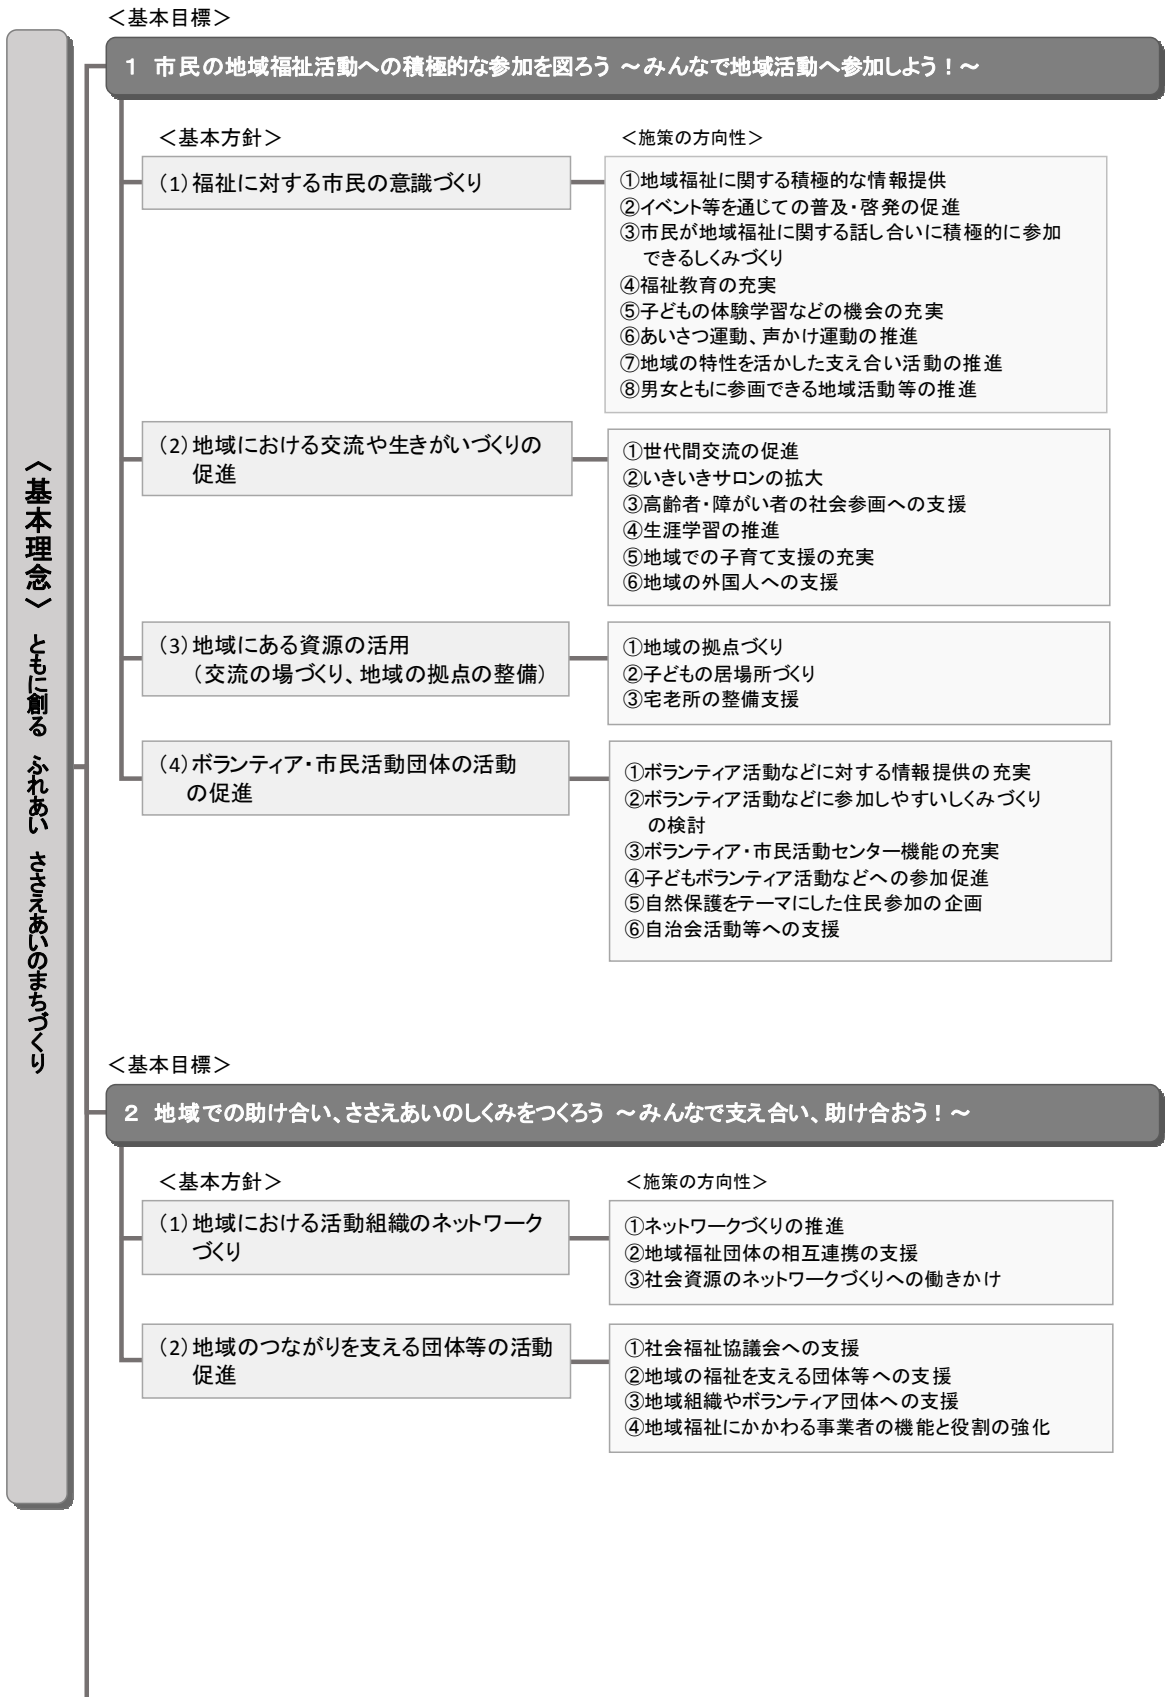 ＜基本理念＞ ともに創る ふれあい ささえあいのまちづくり
＜基本目標＞
１ 市民の地域福祉活動への積極的な参加を図ろう ～みんなで地域活動へ参加しよう！～
＜基本方針＞
＜施策の方向性＞
（1）福祉に対する市民の意識づくり
①地域福祉に関する積極的な情報提供
②イベント等を通じての普及・啓発の促進
③市民が地域福祉に関する話し合いに積極的に参加
できるしくみづくり
④福祉教育の充実
⑤子どもの体験学習などの機会の充実
⑥あいさつ運動、声かけ運動の推進
⑦地域の特性を活かした支え合い活動の推進
⑧男女ともに参画できる地域活動等の推進
（2）地域における交流や生きがいづくりの
促進
①世代間交流の促進
②いきいきサロンの拡大
③高齢者・障がい者の社会参画への支援
④生涯学習の推進
⑤地域での子育て支援の充実
⑥地域の外国人への支援
（3）地域にある資源の活用
（交流の場づくり、地域の拠点の整備）
①地域の拠点づくり
②子どもの居場所づくり
③宅老所の整備支援
（4）ボランティア・市民活動団体の活動
の促進
①ボランティア活動などに対する情報提供の充実
②ボランティア活動などに参加しやすいしくみづくり
の検討
③ボランティア・市民活動センター機能の充実
④子どもボランティア活動などへの参加促進
⑤自然保護をテーマにした住民参加の企画
⑥自治会活動等への支援
＜基本目標＞
２ 地域での助け合い、ささえあいのしくみをつくろう ～みんなで支え合い、助け合おう！～
＜基本方針＞
＜施策の方向性＞
（1）地域における活動組織のネットワーク
づくり
①ネットワークづくりの推進
②地域福祉団体の相互連携の支援
③社会資源のネットワークづくりへの働きかけ
（2）地域のつながりを支える団体等の活動
促進
①社会福祉協議会への支援
②地域の福祉を支える団体等への支援
③地域組織やボランティア団体への支援
④地域福祉にかかわる事業者の機能と役割の強化